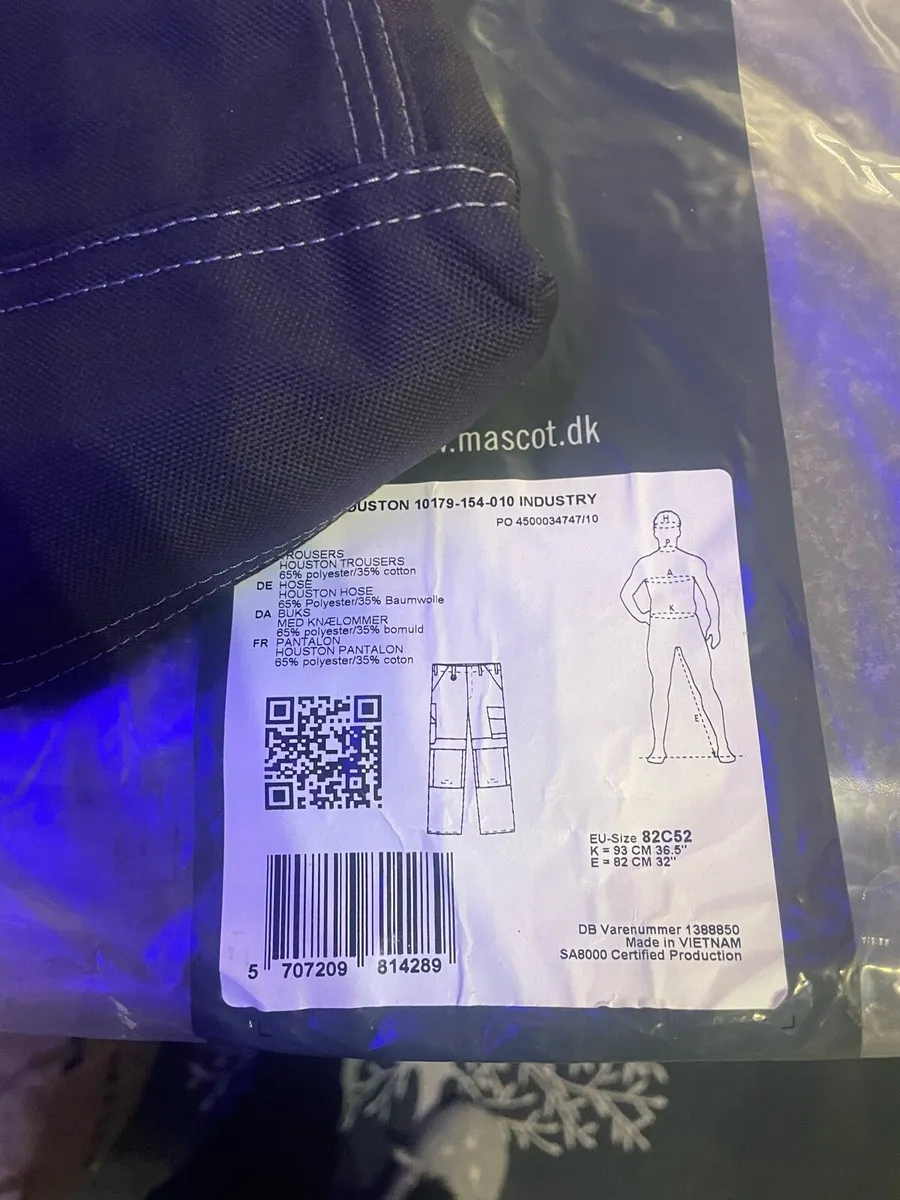 .mascot.dk
OUSTON 10179-154-010 INDUSTRY
PO 4500034747/10
TROUSERS
HOUSTON TROUSERS
65% polyester/35% cotton
DE HOSE
HOUSTON HOSE
65% Polyester/35% Baumwolle
DA BUKS
MED KNÆLOMMER
65% polyester/35% bomuld
FR PANTALON
HOUSTON PANTALON
65% polyester/35% coton
H
P
A
K
E
EU-Size 82C52
K = 93 CM 36.5"
E = 82 CM 32"
DB Varenummer 1388850
Made in VIETNAM
SA8000 Certified Production
5 707209 814289